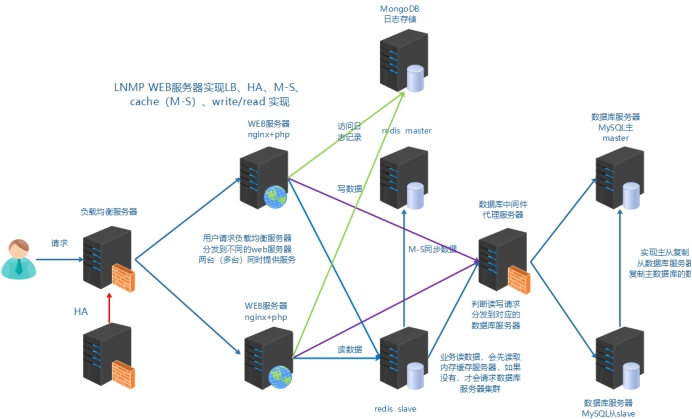 MongoDB
日志存储
LNMP WEB服务器实现LB、HA、M-S、
cache（M-S）、write/read 实现
WEB服务器
nginx+php
访问日
志记录
redis master
数据库服务器
MySQL主
master
写数据
数据库中间件
代理服务器
负载均衡服务器
请求
用户请求负载均衡服务器
分发到不同的web服务器
两台（多台）同时提供服务
M-S同步数据
实现主从复制
从数据库服务器
复制主数据库的数
HA
WEB服务器
nginx+php
判断读写请求
分发到对应的
数据库服务器
读数据
业务读数据，会先读取
内存缓存服务器，如果
没有，才会请求数据库
服务器集群
redis slave
数据库服务器
MySQL从slave